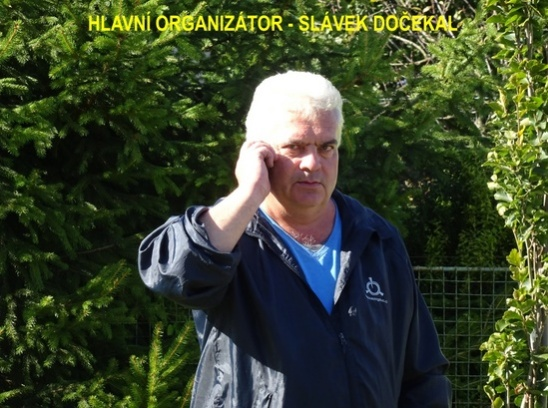 HLAVNÍ ORGANIZÁTOR - SLÁVEK DOČEKAL